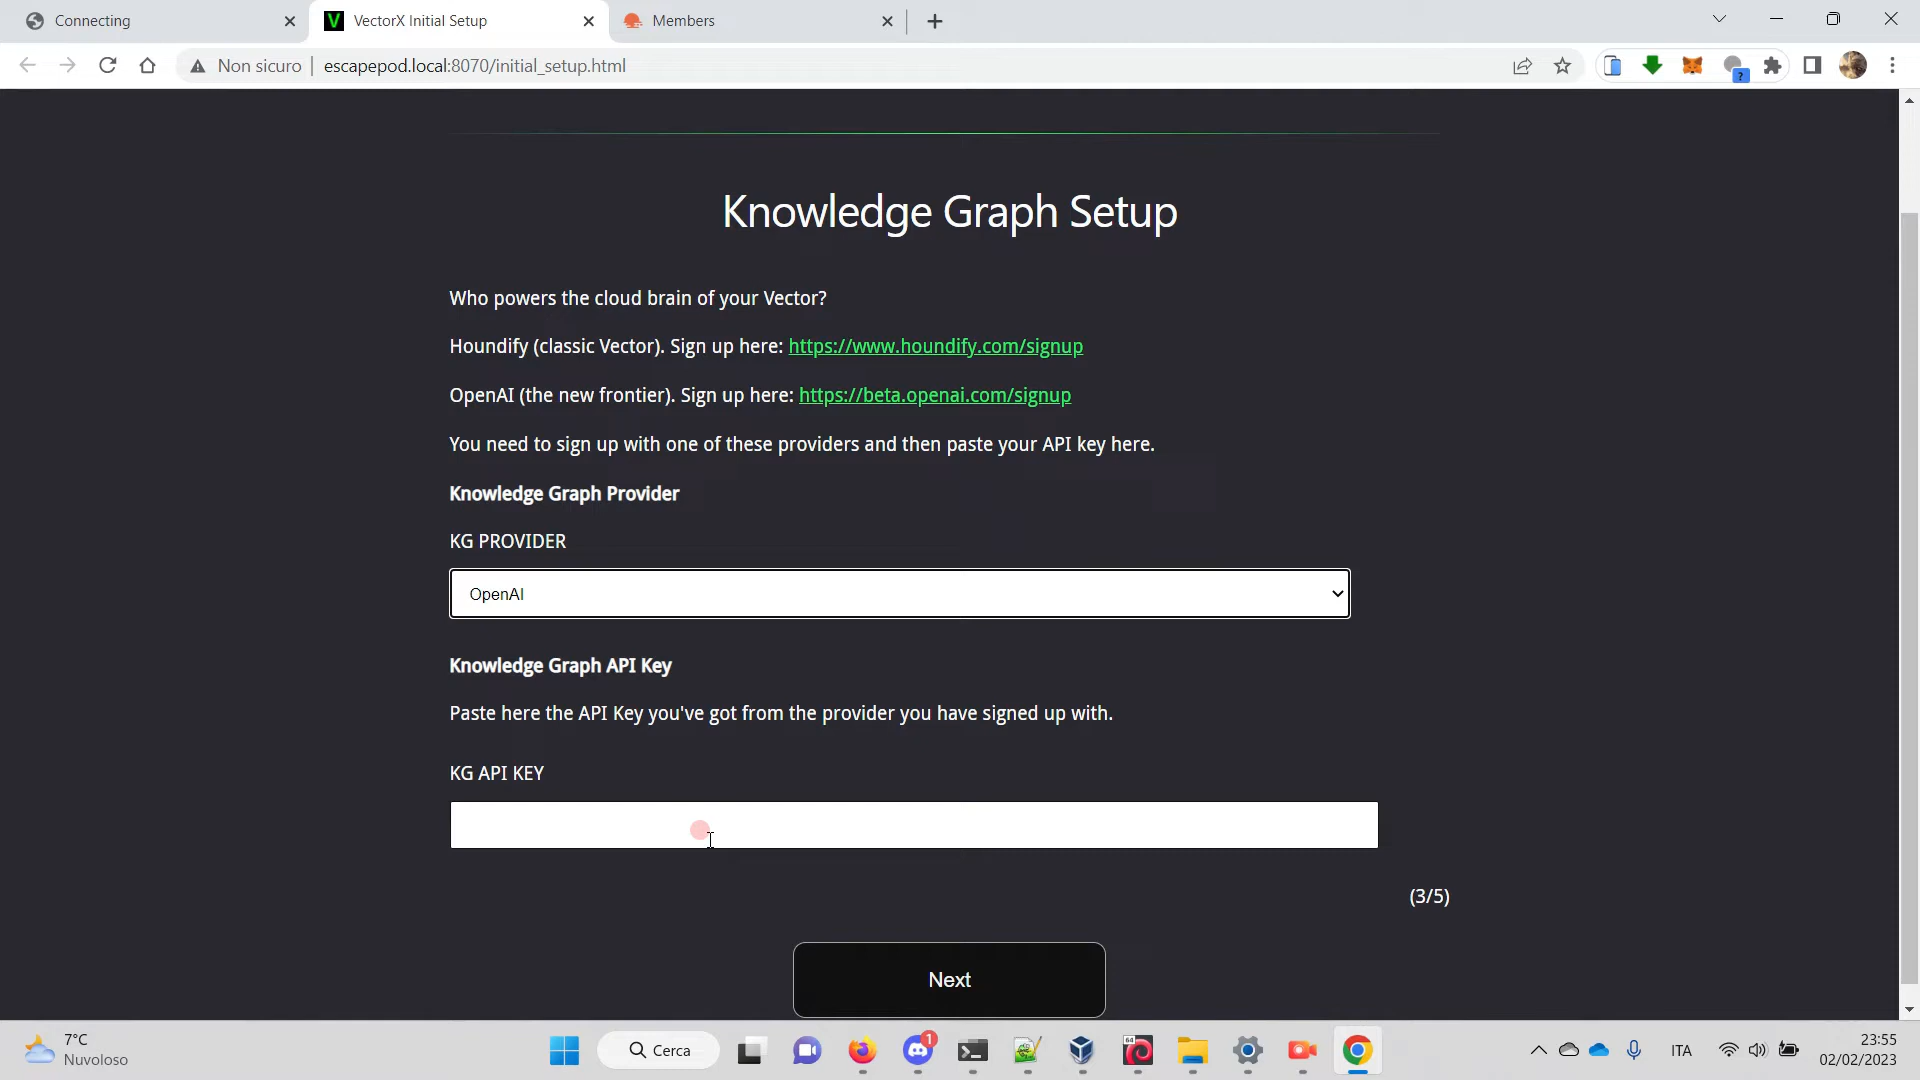 Connecting
VectorX Initial Setup
Members
Non sicuro
escapepod.local:8070/initial_setup.html
Knowledge Graph Setup
Who powers the cloud brain of your Vector?
Houndify (classic Vector). Sign up here: https://www.houndify.com/signup
OpenAI (the new frontier). Sign up here: https://beta.openai.com/signup
You need to sign up with one of these providers and then paste your API key here.
Knowledge Graph Provider
KG PROVIDER
OpenAI
Knowledge Graph API Key
Paste here the API Key you've got from the provider you have signed up with.
KG API KEY
(3/5)
Next
7°C
Nuvoloso
Cerca
1
64
ITA
23:55
02/02/2023